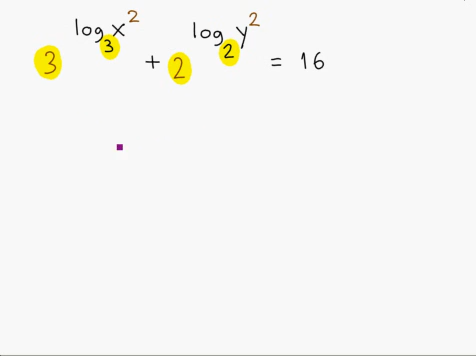 3^{log_3 x^2} + 2^{log_2 y^2} = 16